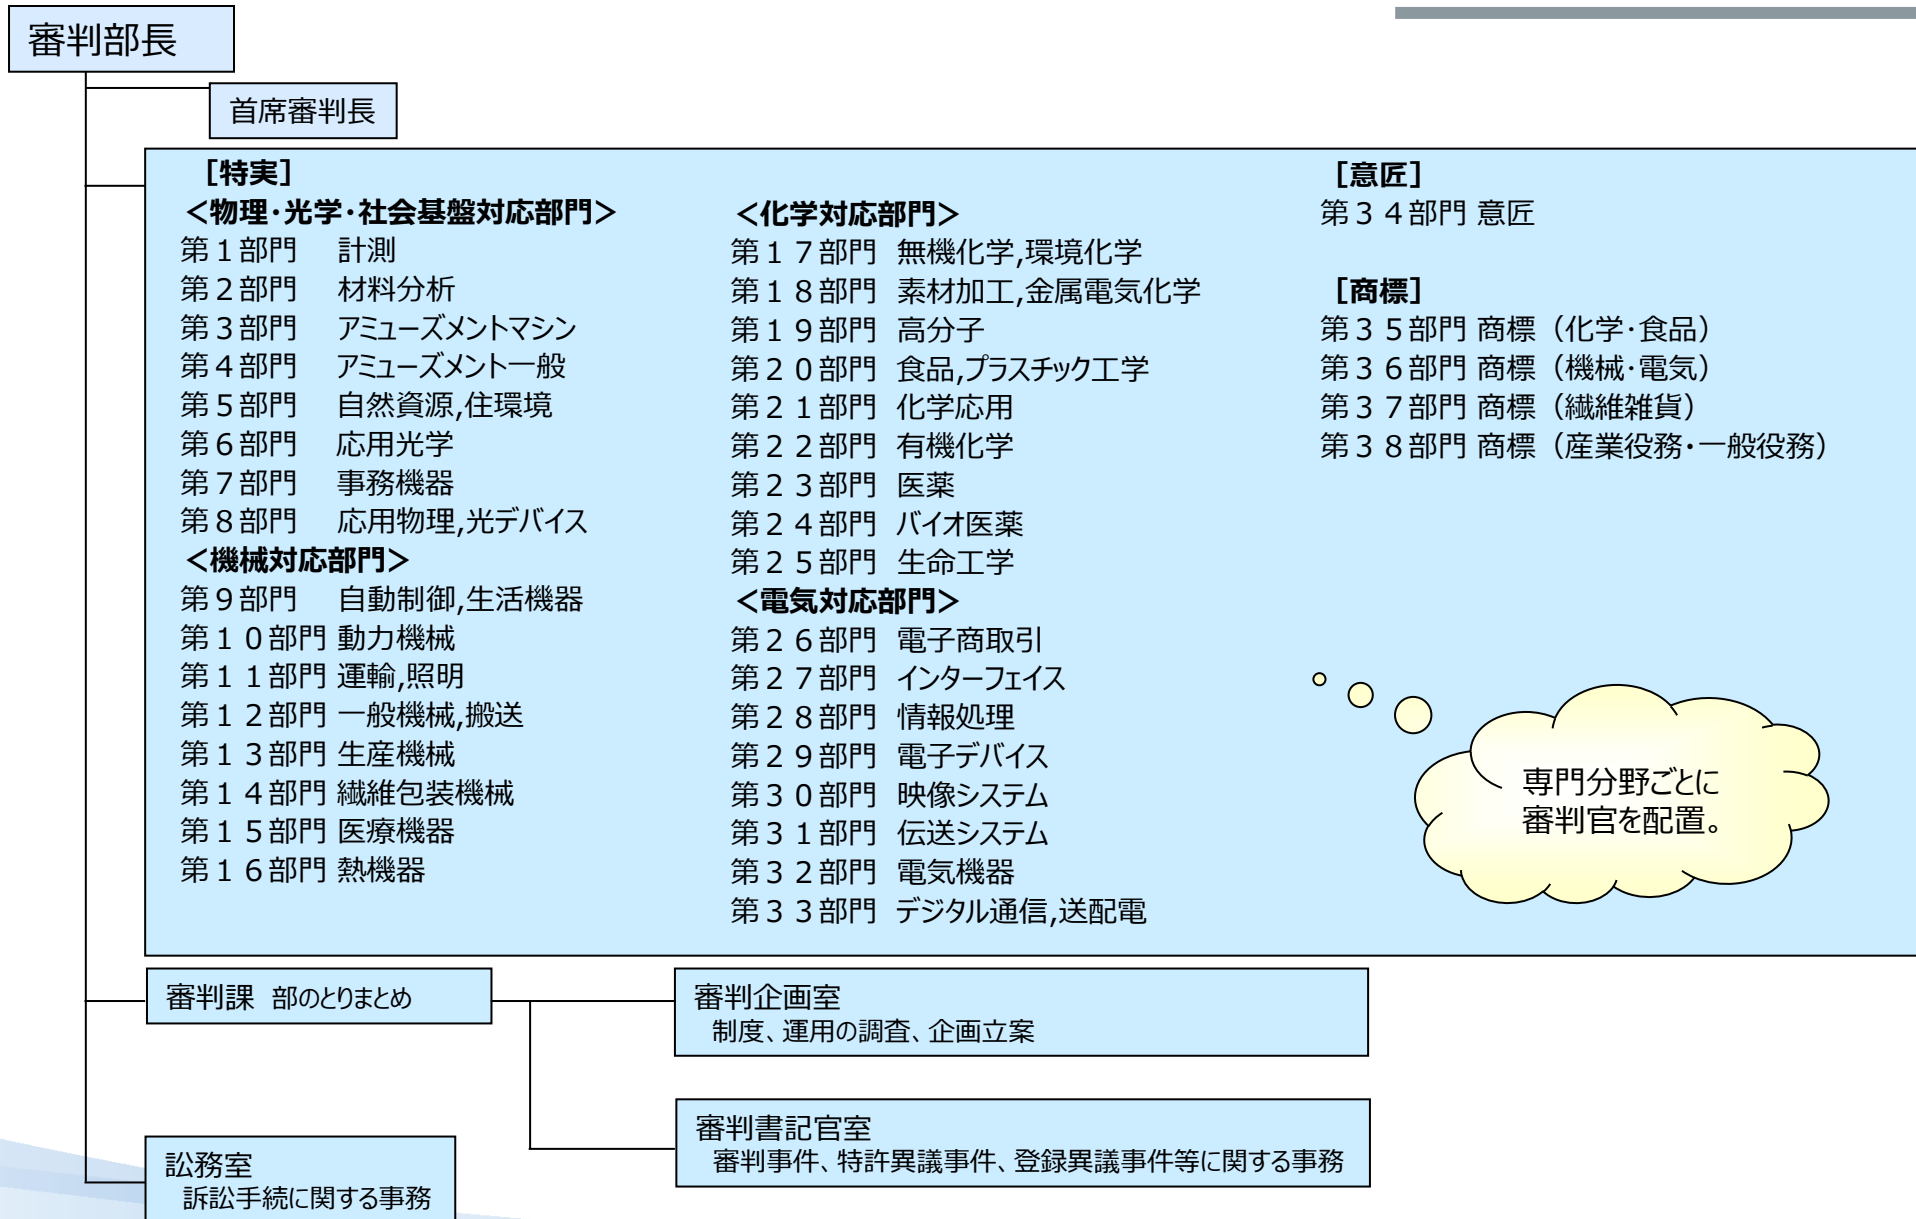 審判部長
首席審判長
［特実］
＜物理・光学・社会基盤対応部門＞
第１部門 計測
第２部門 材料分析
第３部門 アミューズメントマシン
第４部門 アミューズメント一般
第５部門 自然資源,住環境
第６部門 応用光学
第７部門 事務機器
第８部門 応用物理,光デバイス
＜機械対応部門＞
第９部門 自動制御,生活機器
第１０部門 動力機械
第１１部門 運輸,照明
第１２部門 一般機械,搬送
第１３部門 生産機械
第１４部門 繊維包装機械
第１５部門 医療機器
第１６部門 熱機器
＜化学対応部門＞
第１７部門 無機化学,環境化学
第１８部門 素材加工,金属電気化学
第１９部門 高分子
第２０部門 食品,プラスチック工学
第２１部門 化学応用
第２２部門 有機化学
第２３部門 医薬
第２４部門 バイオ医薬
第２５部門 生命工学
＜電気対応部門＞
第２６部門 電子商取引
第２７部門 インターフェイス
第２８部門 情報処理
第２９部門 電子デバイス
第３０部門 映像システム
第３１部門 伝送システム
第３２部門 電気機器
第３３部門 デジタル通信,送配電
［意匠］
第３４部門 意匠
［商標］
第３５部門 商標（化学・食品）
第３６部門 商標（機械・電気）
第３７部門 商標（繊維雑貨）
第３８部門 商標（産業役務・一般役務）
専門分野ごとに
審判官を配置。
審判課 部のとりまとめ
審判企画室
制度、運用の調査、企画立案
審判書記官室
審判事件、特許異議事件、登録異議事件等に関する事務
訟務室
訴訟手続に関する事務